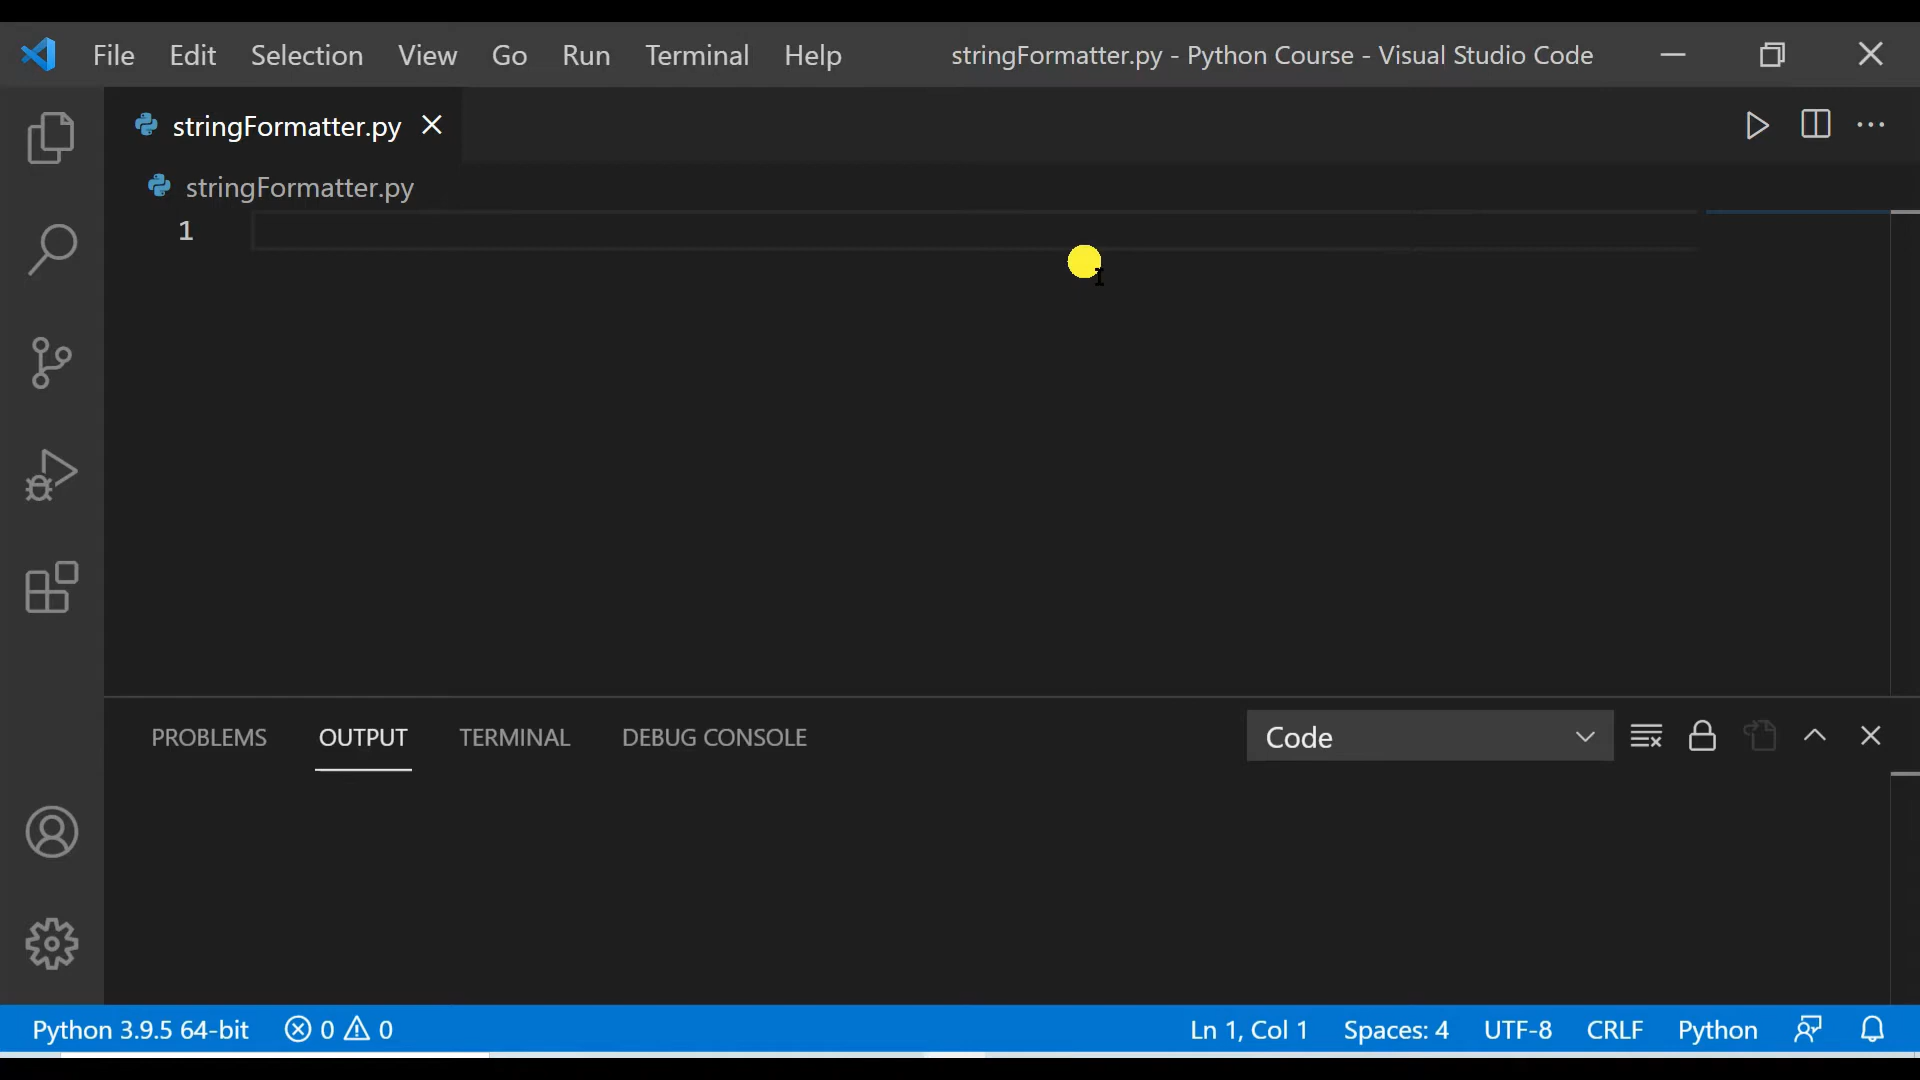 File Edit Selection View Go Run Terminal Help stringFormatter.py - Python Course - Visual Studio Code
stringFormatter.py
stringFormatter.py
1
PROBLEMS OUTPUT TERMINAL DEBUG CONSOLE Code
Python 3.9.5 64-bit 0 0 Ln 1, Col 1 Spaces: 4 UTF-8 CRLF Python